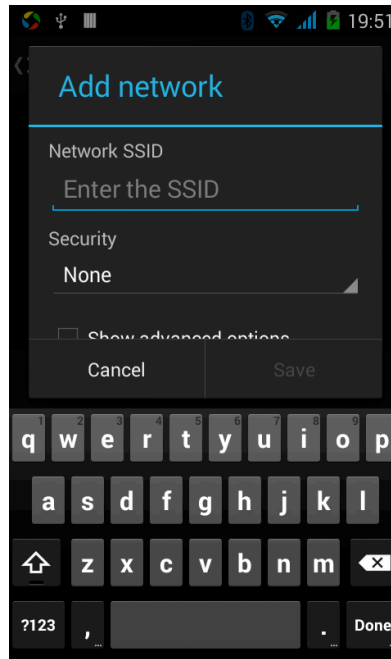 19:51
Add network
Network SSID
Enter the SSID
Security
None
Show advanced options
Cancel Save
1 2 3 4 5 6 7 8 9
q w e r t y u i o p
a s d f g h j k l
z x c v b n m
?123 , ... . ... Done